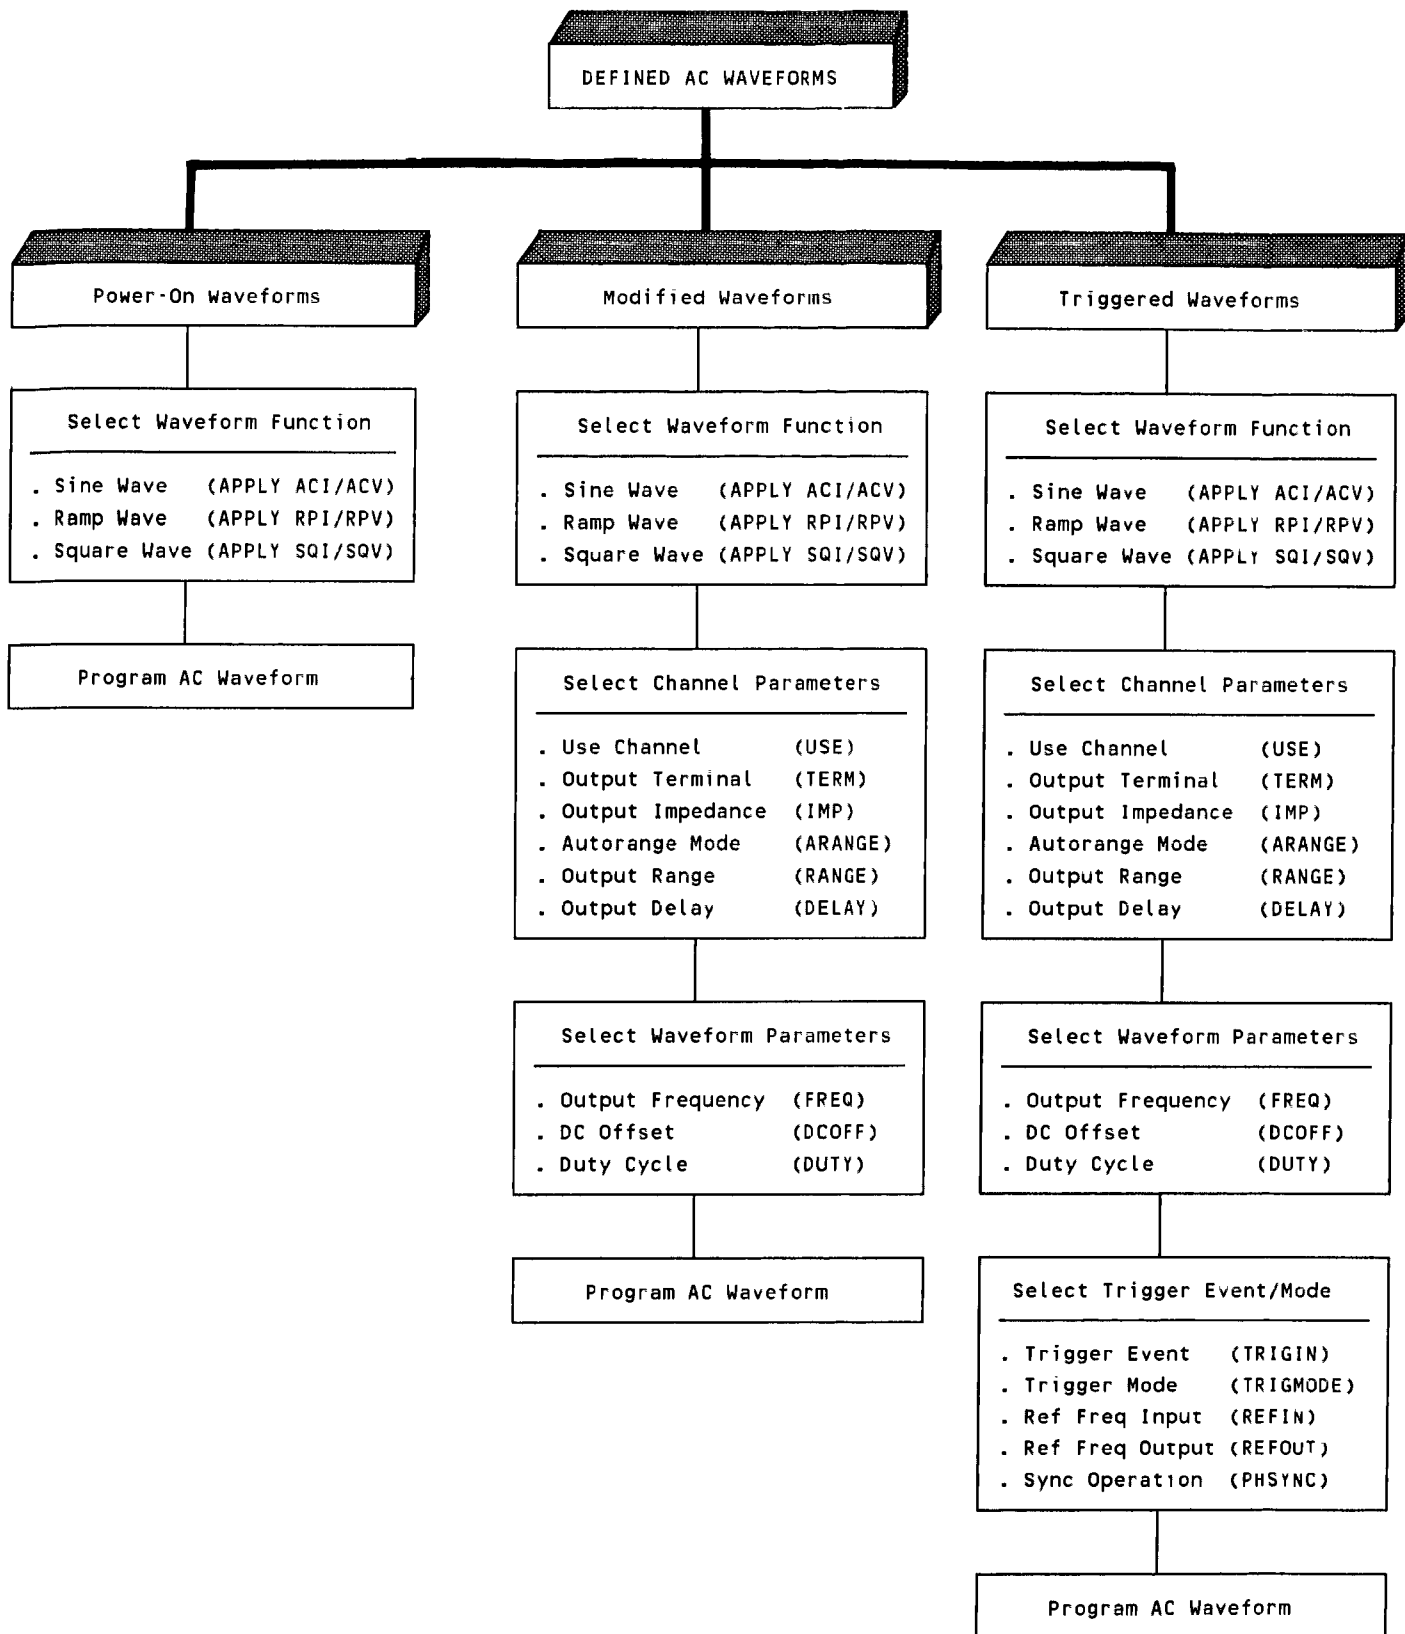 DEFINED AC WAVEFORMS
Power-On Waveforms
Select Waveform Function
. Sine Wave (APPLY ACI/ACV)
. Ramp Wave (APPLY RPI/RPV)
. Square Wave (APPLY SQI/SQV)
Program AC Waveform
Modified Waveforms
Select Waveform Function
. Sine Wave (APPLY ACI/ACV)
. Ramp Wave (APPLY RPI/RPV)
. Square Wave (APPLY SQI/SQV)
Select Channel Parameters
. Use Channel (USE)
. Output Terminal (TERM)
. Output Impedance (IMP)
. Autorange Mode (ARANGE)
. Output Range (RANGE)
. Output Delay (DELAY)
Select Waveform Parameters
. Output Frequency (FREQ)
. DC Offset (DCOFF)
. Duty Cycle (DUTY)
Program AC Waveform
Triggered Waveforms
Select Waveform Function
. Sine Wave (APPLY ACI/ACV)
. Ramp Wave (APPLY RPI/RPV)
. Square Wave (APPLY SQI/SQV)
Select Channel Parameters
. Use Channel (USE)
. Output Terminal (TERM)
. Output Impedance (IMP)
. Autorange Mode (ARANGE)
. Output Range (RANGE)
. Output Delay (DELAY)
Select Waveform Parameters
. Output Frequency (FREQ)
. DC Offset (DCOFF)
. Duty Cycle (DUTY)
Select Trigger Event/Mode
. Trigger Event (TRIGIN)
. Trigger Mode (TRIGMODE)
. Ref Freq Input (REFIN)
. Ref Freq Output (REFOUT)
. Sync Operation (PHSYNC)
Program AC Waveform